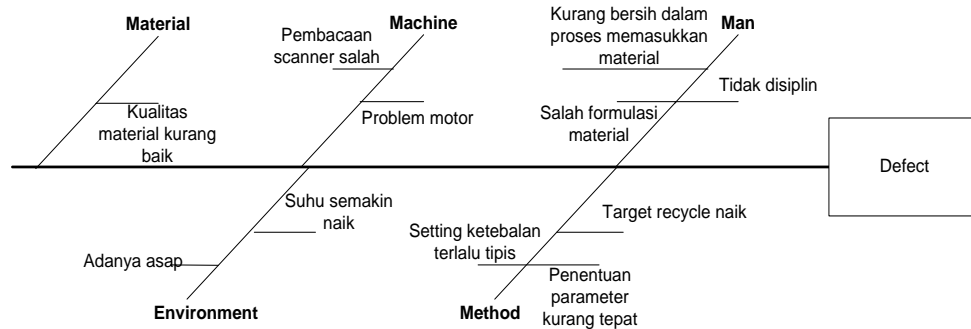 Material
Kualitas
material kurang
baik
Machine
Pembacaan
scanner salah
Problem motor
Man
Kurang bersih dalam
proses memasukkan
material
Tidak disiplin
Salah formulasi
material
Defect
Suhu semakin
naik
Adanya asap
Environment
Target recycle naik
Setting ketebalan
terlalu tipis
Penentuan
parameter
kurang tepat
Method